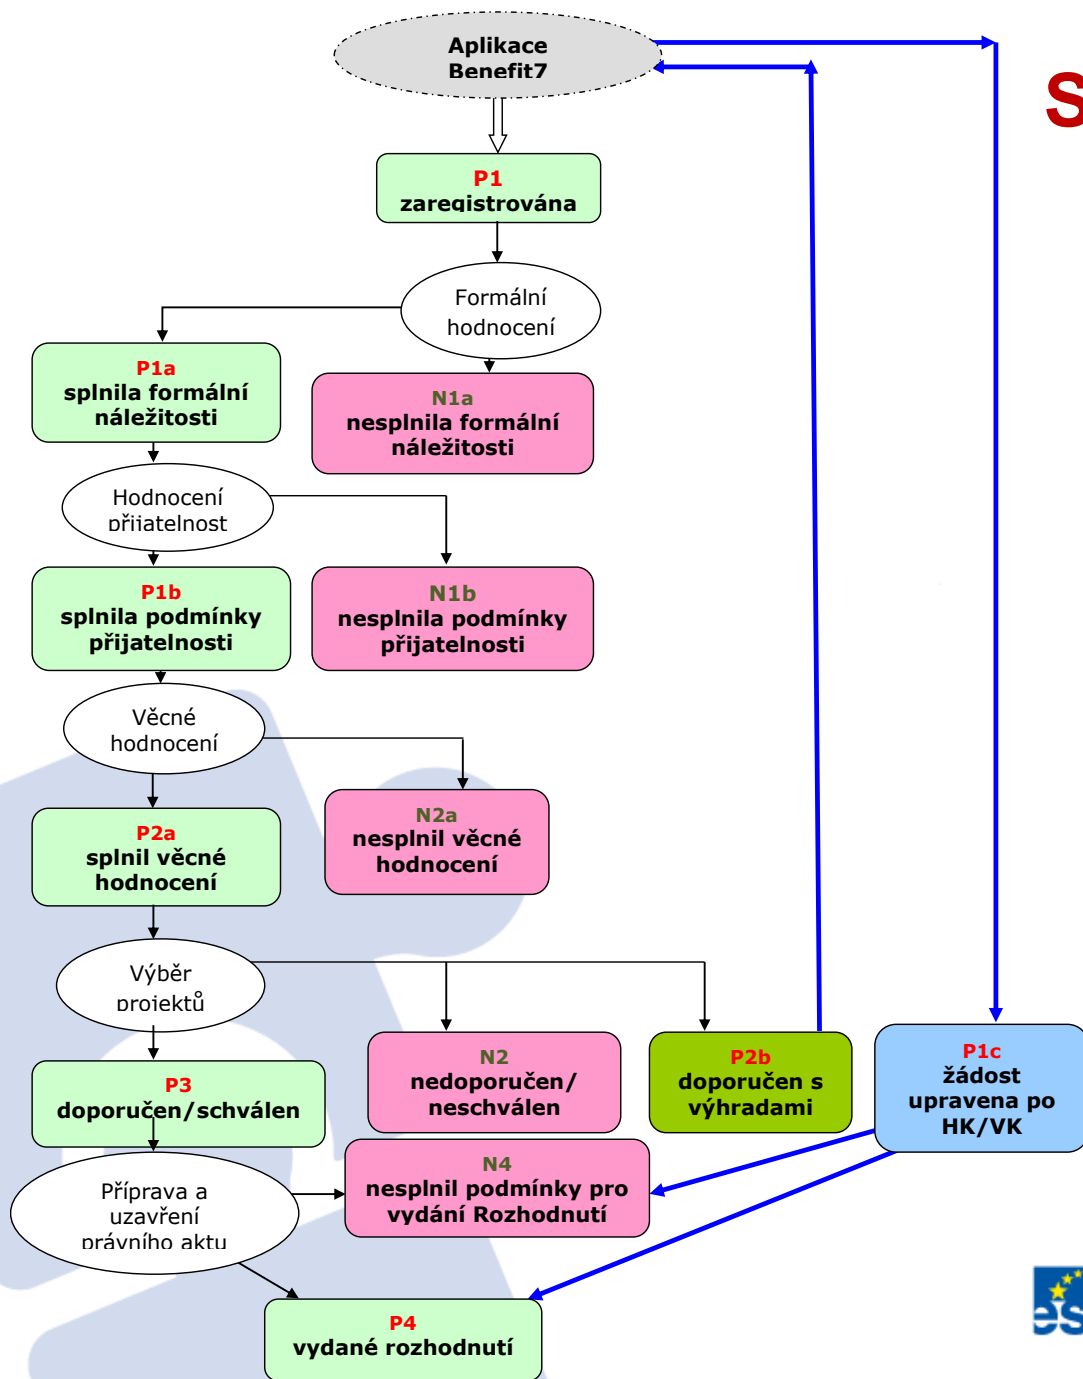 Aplikace
Benefit7
S
P1
zaregistrována
Formální
hodnocení
P1a
splnila formální
náležitosti
N1a
nesplnila formální
náležitosti
Hodnocení
přijatelnost
P1b
splnila podmínky
přijatelnosti
N1b
nesplnila podmínky
přijatelnosti
Věcné
hodnocení
P2a
splnil věcné
hodnocení
N2a
nesplnil věcné
hodnocení
Výběr
projektů
P3
doporučen/schválen
N2
nedoporučen/
neschválen
P2b
doporučen s
výhradami
P1c
žádost
upravena po
HK/VK
Příprava a
uzavření
právního aktu
N4
nesplnil podmínky pro
vydání Rozhodnutí
P4
vydané rozhodnutí
es